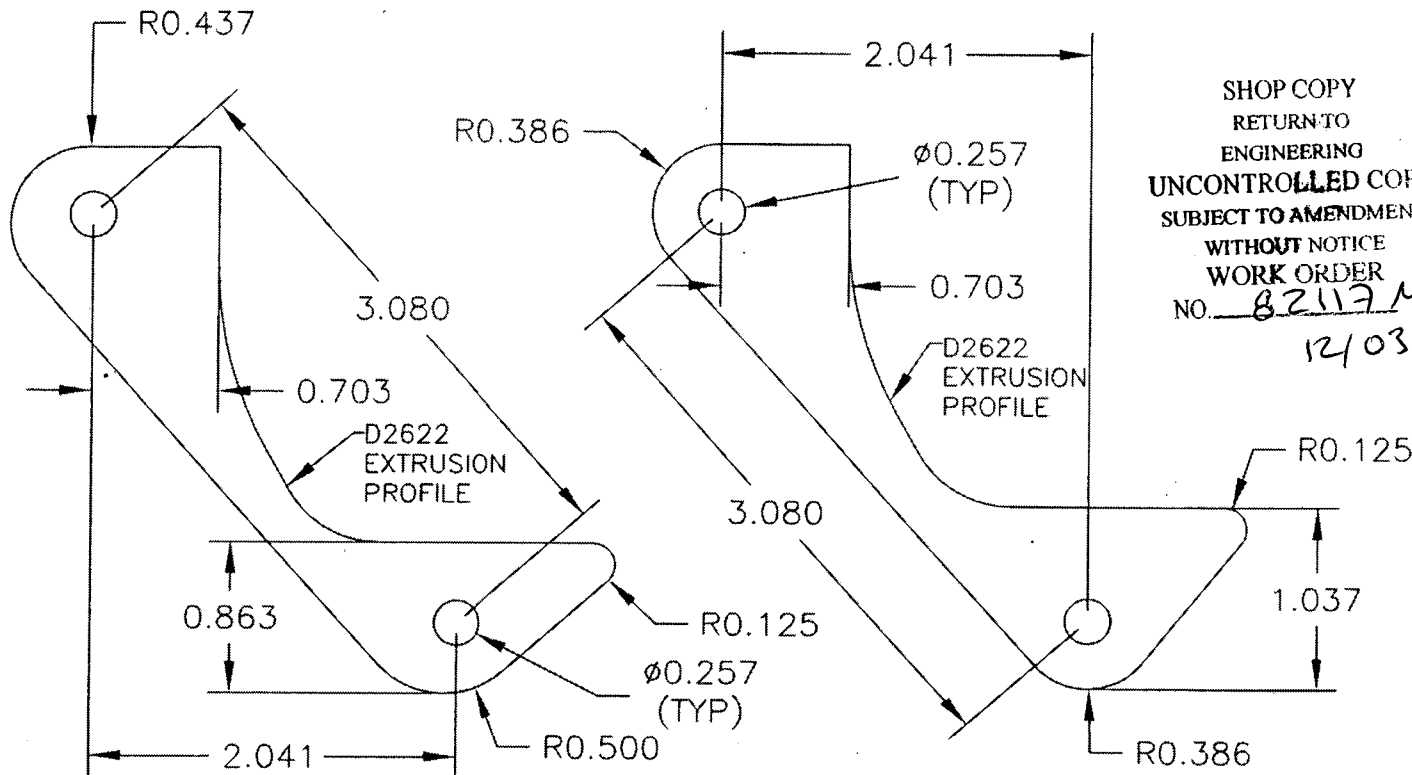 R0.437
2.041
SHOP COPY
RETURN TO
ENGINEERING
UNCONTROLLED
SUBJECT TO
WITHOUT NOTICE
WORK ORDER
NO. 82117
12/03
R0.386
ø0.257
(TYP)
3.080
0.703
0.703
D2622
EXTRUSION
PROFILE
D2622
EXTRUSION
PROFILE
R0.125
3.080
0.863
R0.125
1.037
ø0.257
(TYP)
2.041
R0.500
R0.386